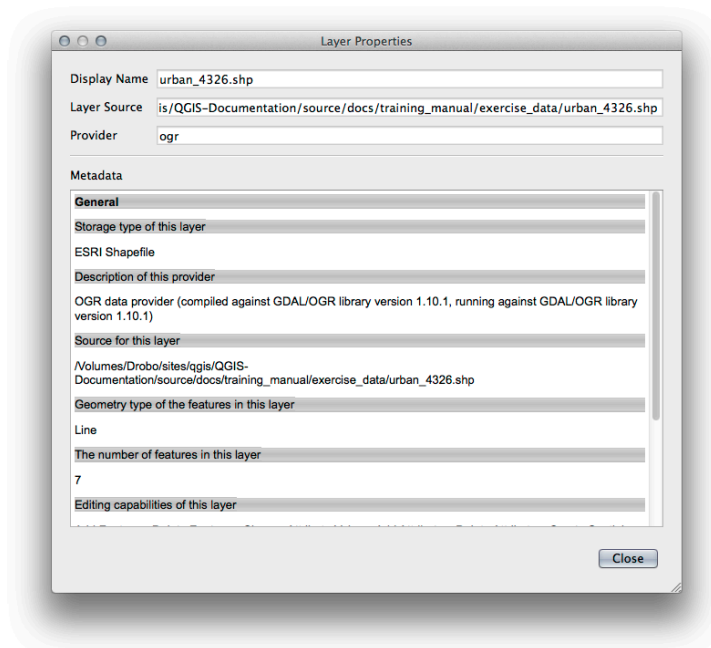 Layer Properties
Display Name urban_4326.shp
Layer Source is/QGIS-Documentation/source/docs/training_manual/exercise_data/urban_4326.shp
Provider ogr
Metadata
General
Storage type of this layer
ESRI Shapefile
Description of this provider
OGR data provider (compiled against GDAL/OGR library version 1.10.1, running against GDAL/OGR library
version 1.10.1)
Source for this layer
/Volumes/Drobo/sites/qgis/QGIS-
Documentation/source/docs/training_manual/exercise_data/urban_4326.shp
Geometry type of the features in this layer
Line
The number of features in this layer
7
Editing capabilities of this layer
Close